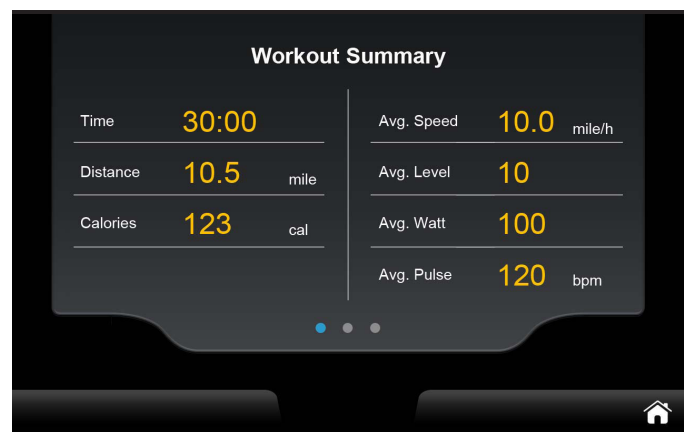 Workout Summary
Time 30:00
Distance 10.5 mile
Calories 123 cal
Avg. Speed 10.0 mile/h
Avg. Level 10
Avg. Watt 100
Avg. Pulse 120 bpm